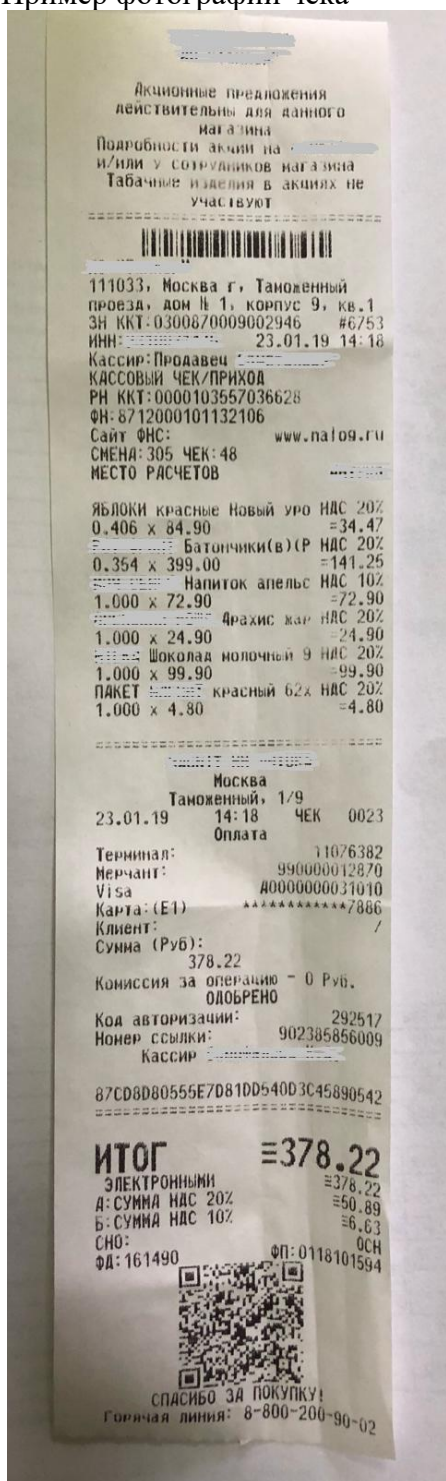 Пример фотографии чека
Акционные предложения
действительны для данного
магазина
Подробности акции на
и/или у сотрудников магазина
Табачные изделия в акциях не
участвуют
111033, Москва г, Таможенный
проезд, дом № 1, корпус 9, кв.1
ЗН ККТ:0300870009002946 #6753
ИНН: 23.01.19 14:18
Кассир:Продавец
КАССОВЫЙ ЧЕК/ПРИХОД
РН ККТ:0000103557036628
ФН:8712000101132106
Сайт ФНС: www.nalog.ru
СМЕНА:305 ЧЕК:48
МЕСТО РАСЧЕТОВ
ЯБЛОКИ красные Новый уро НДС 20%
0.406 x 84.90 =34.47
Батончики(в)(Р НДС 20%
0.354 x 399.00 =141.25
Напиток апельс НДС 10%
1.000 x 72.90 =72.90
Арахис жар НДС 20%
1.000 x 24.90 =24.90
Шоколад молочный 9 НДС 20%
1.000 x 99.90 =99.90
ПАКЕТ красный 62x НДС 20%
1.000 x 4.80 =4.80
Москва
Таможенный, 1/9
23.01.19 14:18 ЧЕК 0023
Оплата
Терминал: 11076382
Мерчант: 990000012870
Visa A0000000031010
Карта:(E1) ************7886
Клиент: /
Сумма (Руб):
378.22
Комиссия за операцию - 0 Руб.
ОДОБРЕНО
Код авторизации: 292517
Номер ссылки: 902385856009
Кассир
87CD8D80555E7D81DD540D3C45890542
ИТОГ ≡378.22
ЭЛЕКТРОННЫМИ ≡378.22
А:СУММА НДС 20% ≡50.89
Б:СУММА НДС 10% ≡6.63
СНО: ОСН
ФД:161490 ФП:0118101594
СПАСИБО ЗА ПОКУПКУ!
Горячая линия: 8-800-200-90-02